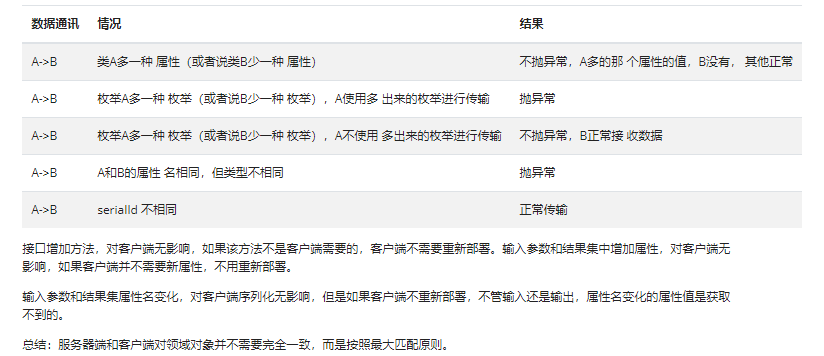 数据通讯 情况 结果
A->B 类A多一种 属性（或者说类B少一种 属性） 不抛异常，A多的那 个属性的值，B没有， 其他正常
A->B 枚举A多一种 枚举（或者说B少一种 枚举），A使用多 出来的枚举进行传输 抛异常
A->B 枚举A多一种 枚举（或者说B少一种 枚举），A不使用 多出来的枚举进行传输 不抛异常，B正常接 收数据
A->B A和B的属性 名相同，但类型不相同 抛异常
A->B serialId 不相同 正常传输
接口增加方法，对客户端无影响，如果该方法不是客户端需要的，客户端不需要重新部署。输入参数和结果集中增加属性，对客户端无
影响，如果客户端并不需要新属性，不用重新部署。
输入参数和结果集属性名变化，对客户端序列化无影响，但是如果客户端不重新部署，不管输入还是输出，属性名变化的属性值是获取
不到的。
总结：服务器端和客户端对领域对象并不需要完全一致，而是按照最大匹配原则。